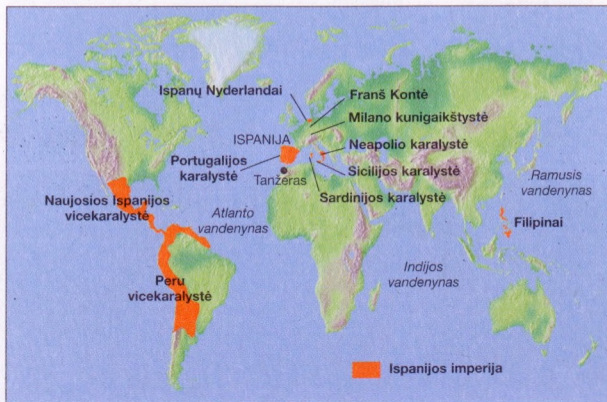 Ispanų Nyderlandai
Franš Kontė
Milano kunigaikštystė
ISPANIJA
Neapolio karalystė
Portugalijos
karalystė
Sicilijos karalystė
Tanžeras
Sardinijos karalystė
Ramusis
vandenynas
Naujosios Ispanijos
vicekaralystė
Atlanto
vandenynas
Filipinai
Indijos
vandenynas
Peru
vicekaralystė
Ispanijos imperija